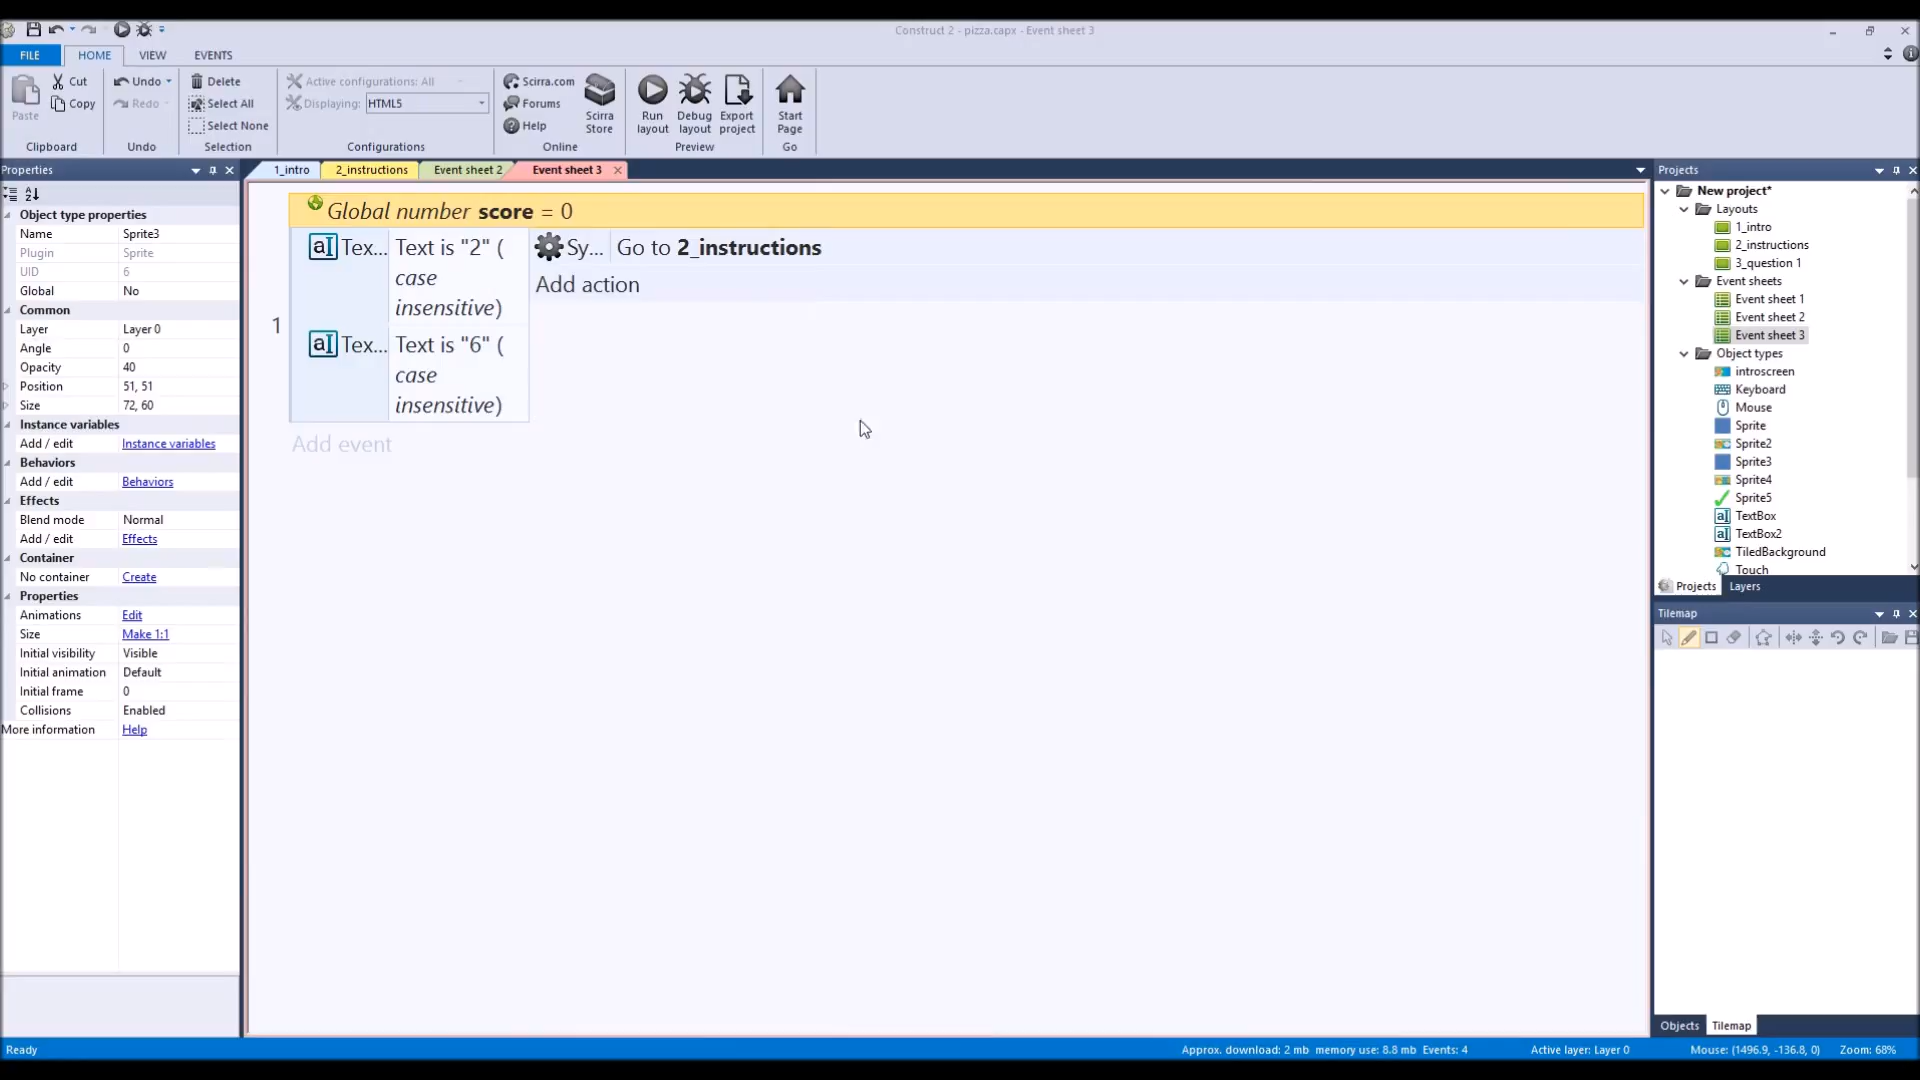 Construct 2 - pizza.capx - Event sheet 3
FILE HOME VIEW EVENTS
Paste Cut Copy Clipboard
Undo Redo Undo
Delete Select All Select None Selection
Active configurations: All
Displaying: HTML5
Configurations
Scirra.com Forums Help Scirra Store Online
Run layout Debug layout Export project Preview
Start Page Go
Properties
Object type properties
Name Sprite3
Plugin Sprite
UID 6
Global No
Common
Layer Layer 0
Angle 0
Opacity 40
Position 51, 51
Size 72, 60
Instance variables
Add / edit Instance variables
Behaviors
Add / edit Behaviors
Effects
Blend mode Normal
Add / edit Effects
Container
No container Create
Properties
Animations Edit
Size Make 1:1
Initial visibility Visible
Initial animation Default
Initial frame 0
Collisions Enabled
More information Help
1_intro 2_instructions Event sheet 2 Event sheet 3
Global number score = 0
1
aI Tex... Text is "2" (
case
insensitive)
Sy... Go to 2_instructions
Add action
aI Tex... Text is "6" (
case
insensitive)
Add event
Projects
New project*
Layouts
1_intro
2_instructions
3_question 1
Event sheets
Event sheet 1
Event sheet 2
Event sheet 3
Object types
introscreen
Keyboard
Mouse
Sprite
Sprite2
Sprite3
Sprite4
Sprite5
aI TextBox
aI TextBox2
TiledBackground
Touch
Projects Layers
Tilemap
Objects Tilemap
Ready
Approx. download: 2 mb memory use: 8.8 mb Events: 4 Active layer: Layer 0 Mouse: (1496.9, -136.8, 0) Zoom: 68%